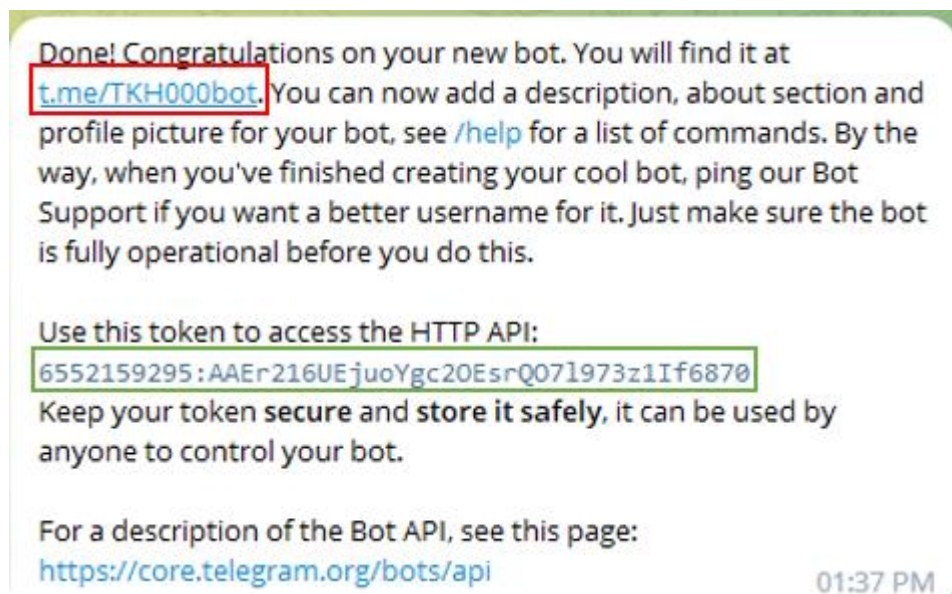 Done! Congratulations on your new bot. You will find it at
t.me/TKH000bot. You can now add a description, about section and
profile picture for your bot, see /help for a list of commands. By the
way, when you've finished creating your cool bot, ping our Bot
Support if you want a better username for it. Just make sure the bot
is fully operational before you do this.
Use this token to access the HTTP API:
6552159295:AAEr216UEjuoYgc2OEsrQO7l973z1If6870
Keep your token secure and store it safely, it can be used by
anyone to control your bot.
For a description of the Bot API, see this page:
https://core.telegram.org/bots/api
01:37 PM